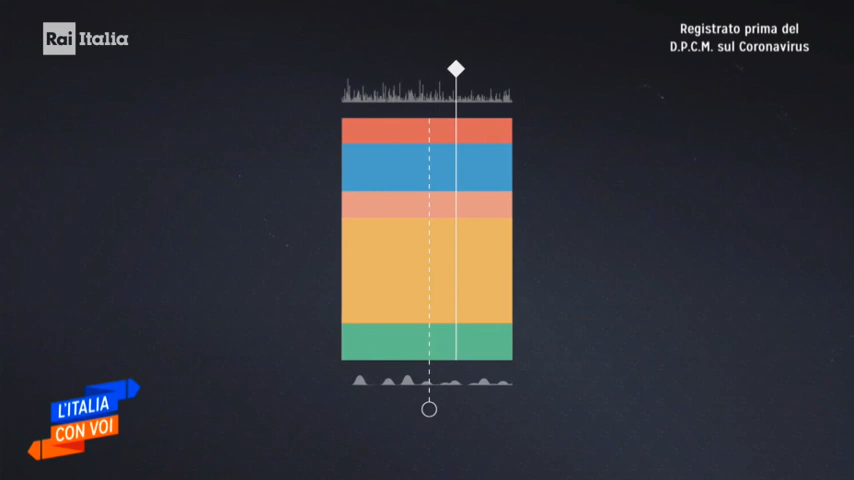 Rai Italia
Registrato prima del
D.P.C.M. sul Coronavirus
L'ITALIA
CON VOI